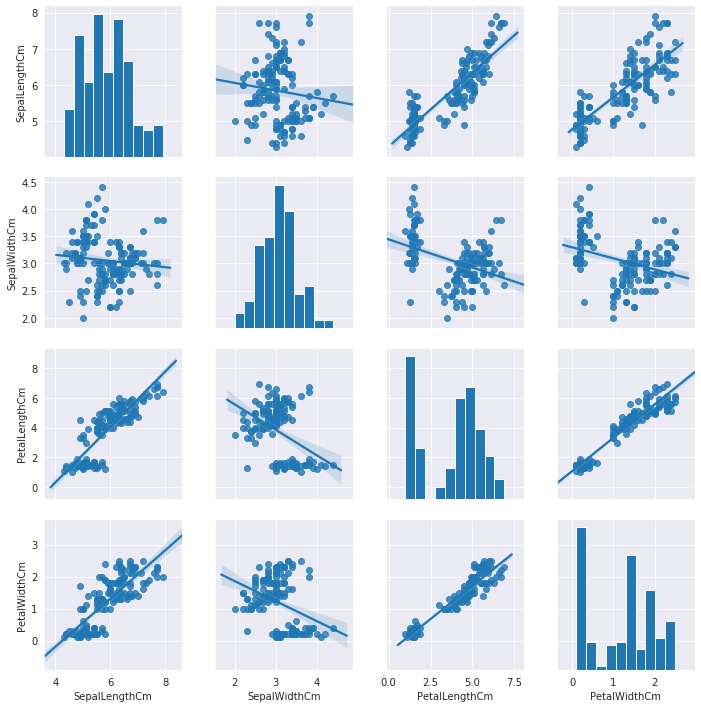 SepalLengthCm
8
7
6
5
SepalWidthCm
4.5
4.0
3.5
3.0
2.5
2.0
PetalLengthCm
8
6
4
2
0
PetalWidthCm
3
2
1
0
4 6 8
2 3 4
0.0 2.5 5.0 7.5
0 1 2
SepalLengthCm SepalWidthCm PetalLengthCm PetalWidthCm